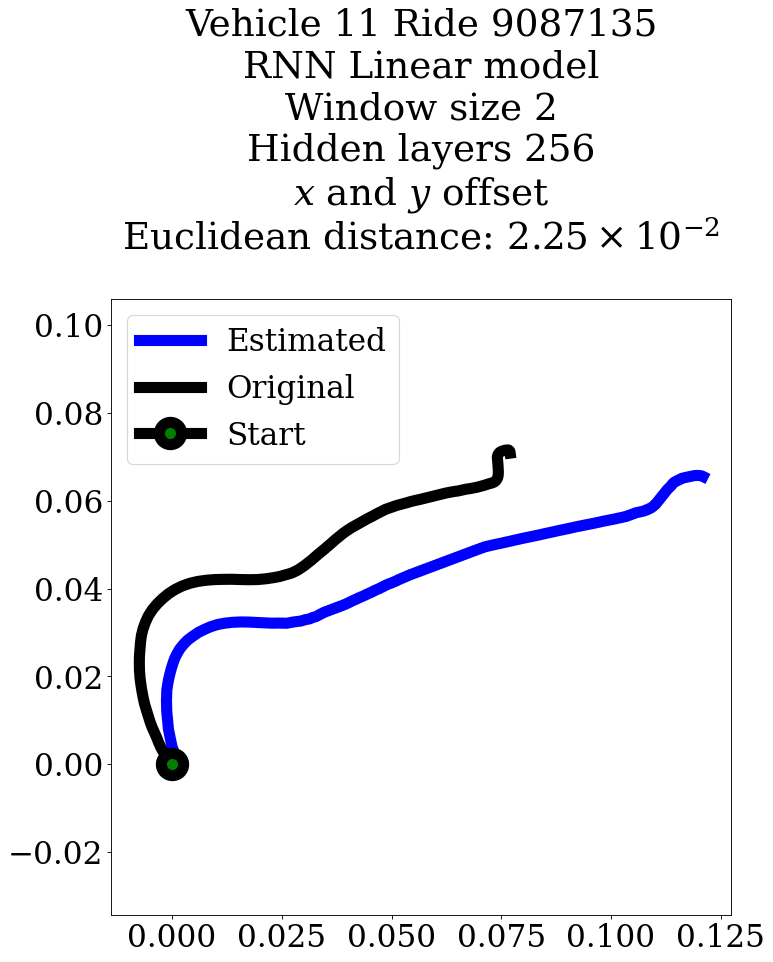 Vehicle 11 Ride 9087135
RNN Linear model
Window size 2
Hidden layers 256
x and y offset
Euclidean distance: 2.25 × 10⁻²
Estimated
Original
Start
0.10
0.08
0.06
0.04
0.02
0.00
−0.02
0.000 0.025 0.050 0.075 0.100 0.125